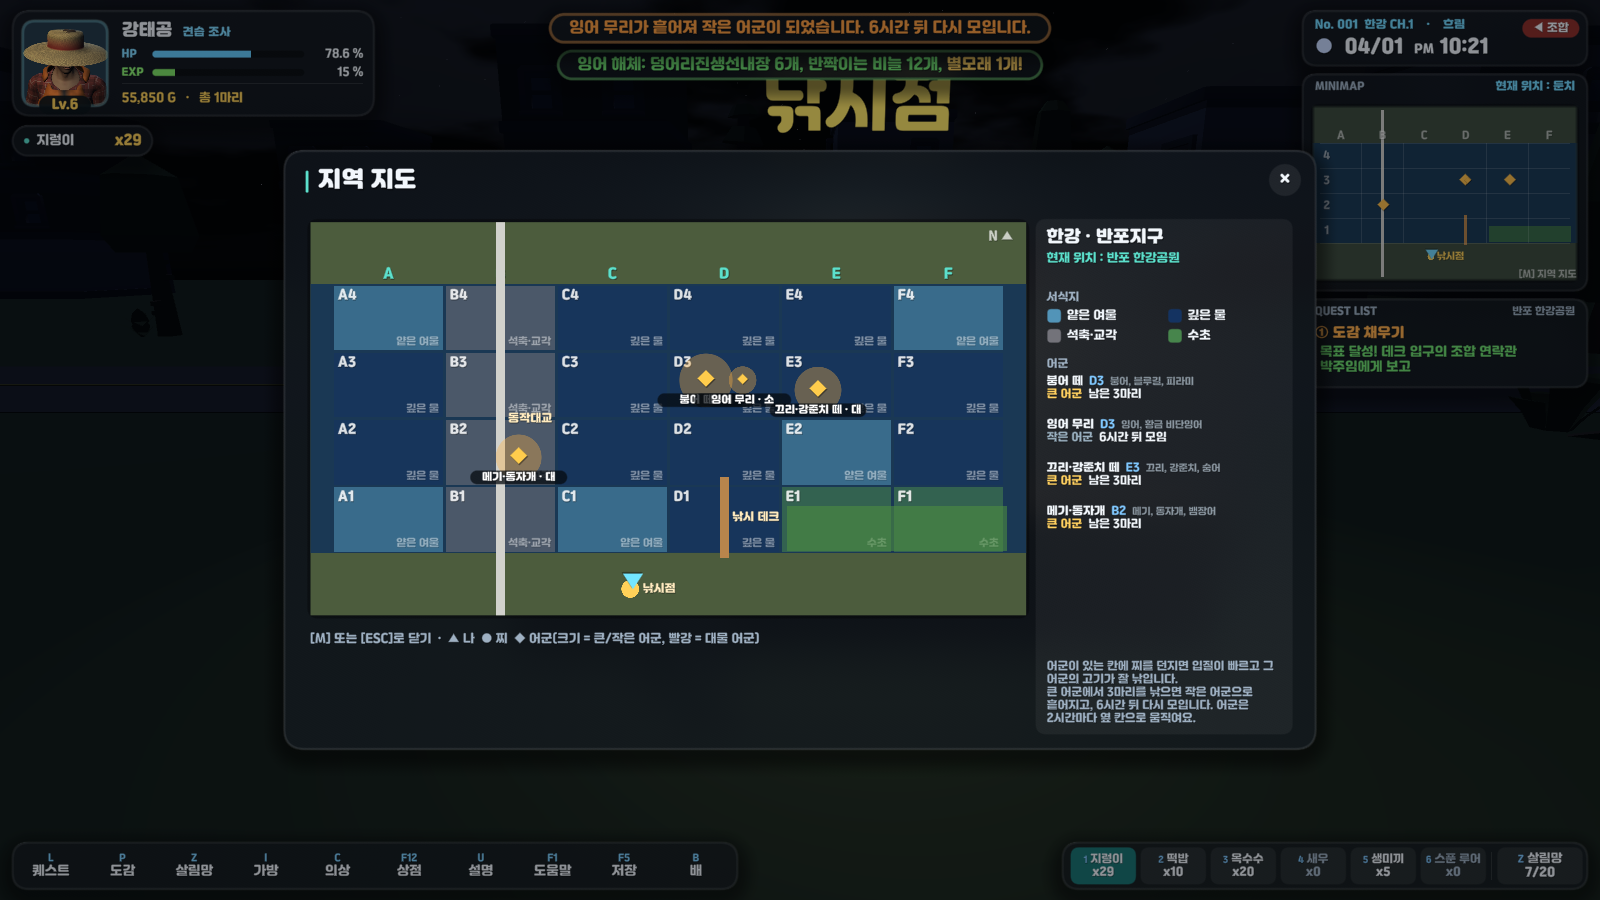 강태공 견습 조사
HP 78.6 %
EXP 15 %
Lv.6
55,850 G · 총 1마리
지렁이 x29
잉어 무리가 흩어져 작은 어군이 되었습니다. 6시간 뒤 다시 모입니다.
잉어 해체: 덩어리진생선내장 6개, 반짝이는 비늘 12개, 별모래 1개!
낚시점
No. 001 한강 CH.1 · 흐림
◀ 조합
04/01 PM 10:21
MINIMAP 현재 위치 : 둔치
A B C D E F
4
3
2
1
낚시점
[M] 지역 지도
QUEST LIST 반포 한강공원
① 도감 채우기
목표 달성! 데크 입구의 조합 연락관
박주임에게 보고
지역 지도
×
N ▲
A C D E F
A4 B4 C4 D4 E4 F4
얕은 여울 석축·교각 깊은 물 깊은 물 깊은 물 얕은 여울
A3 B3 C3 D3 E3 F3
붕어 잉어 무리 · 소
끄리·강준치 떼 · 대
깊은 물 석축·교각 깊은 물 깊은 물
동작대교
A2 B2 C2 D2 E2 F2
깊은 물 깊은 물 깊은 물 얕은 여울 깊은 물
메기·동자개 · 대
A1 B1 C1 D1 E1 F1
낚시 데크
얕은 여울 석축·교각 얕은 여울 깊은 물 수초 수초
낚시점
[M] 또는 [ESC]로 닫기 · ▲ 나 ● 찌 ◆ 어군(크기 = 큰/작은 어군, 빨강 = 대물 어군)
한강 · 반포지구
현재 위치 : 반포 한강공원
서식지
얕은 여울 깊은 물
석축·교각 수초
어군
붕어 떼 D3 붕어, 블루길, 피라미
큰 어군 남은 3마리
잉어 무리 D3 잉어, 황금 비단잉어
작은 어군 6시간 뒤 모임
끄리·강준치 떼 E3 끄리, 강준치, 숭어
큰 어군 남은 3마리
메기·동자개 B2 메기, 동자개, 뱀장어
큰 어군 남은 3마리
어군이 있는 칸에 찌를 던지면 입질이 빠르고 그
어군의 고기가 잘 낚입니다.
큰 어군에서 3마리를 낚으면 작은 어군으로
흩어지고, 6시간 뒤 다시 모입니다. 어군은
2시간마다 옆 칸으로 움직여요.
L P Z I C F12 U F1 F5 B
퀘스트 도감 살림망 가방 의상 상점 설명 도움말 저장 배
1 지렁이 2 떡밥 3 옥수수 4 새우 5 생미끼 6 스푼 루어 Z 살림망
x29 x10 x20 x0 x5 x0 7/20